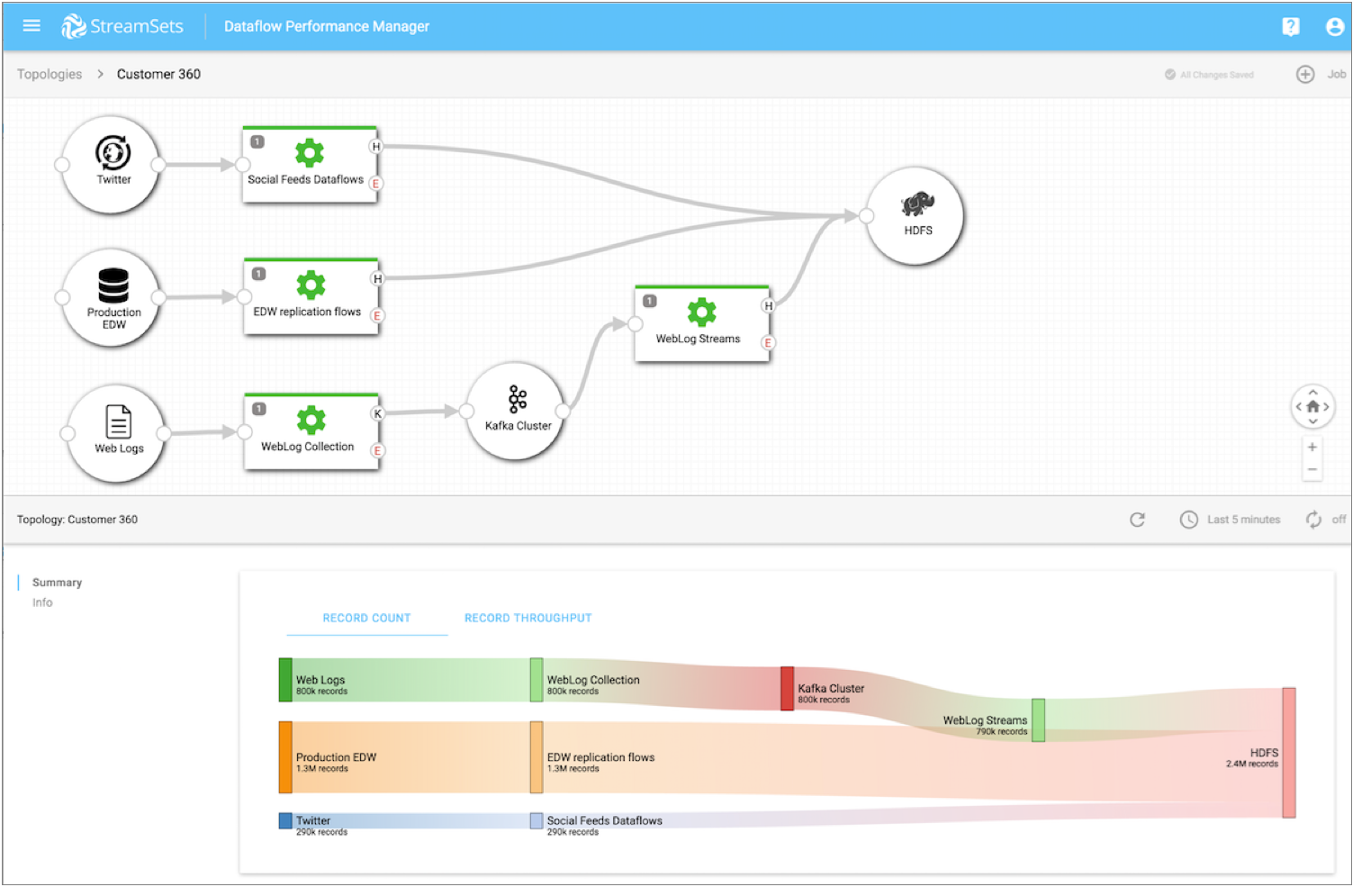 StreamSets
Dataflow Performance Manager
?
Topologies > Customer 360
All Changes Saved
Job
Twitter
1
Social Feeds Dataflows
H
E
HDFS
Production
EDW
1
EDW replication flows
H
E
1
WebLog Streams
H
E
Web Logs
1
WebLog Collection
K
E
Kafka Cluster
+
−
Topology: Customer 360
Last 5 minutes
off
Summary
Info
RECORD COUNT
RECORD THROUGHPUT
Web Logs
800k records
WebLog Collection
800k records
Kafka Cluster
800k records
WebLog Streams
790k records
HDFS
2.4M records
Production EDW
1.3M records
EDW replication flows
1.3M records
Twitter
290k records
Social Feeds Dataflows
290k records